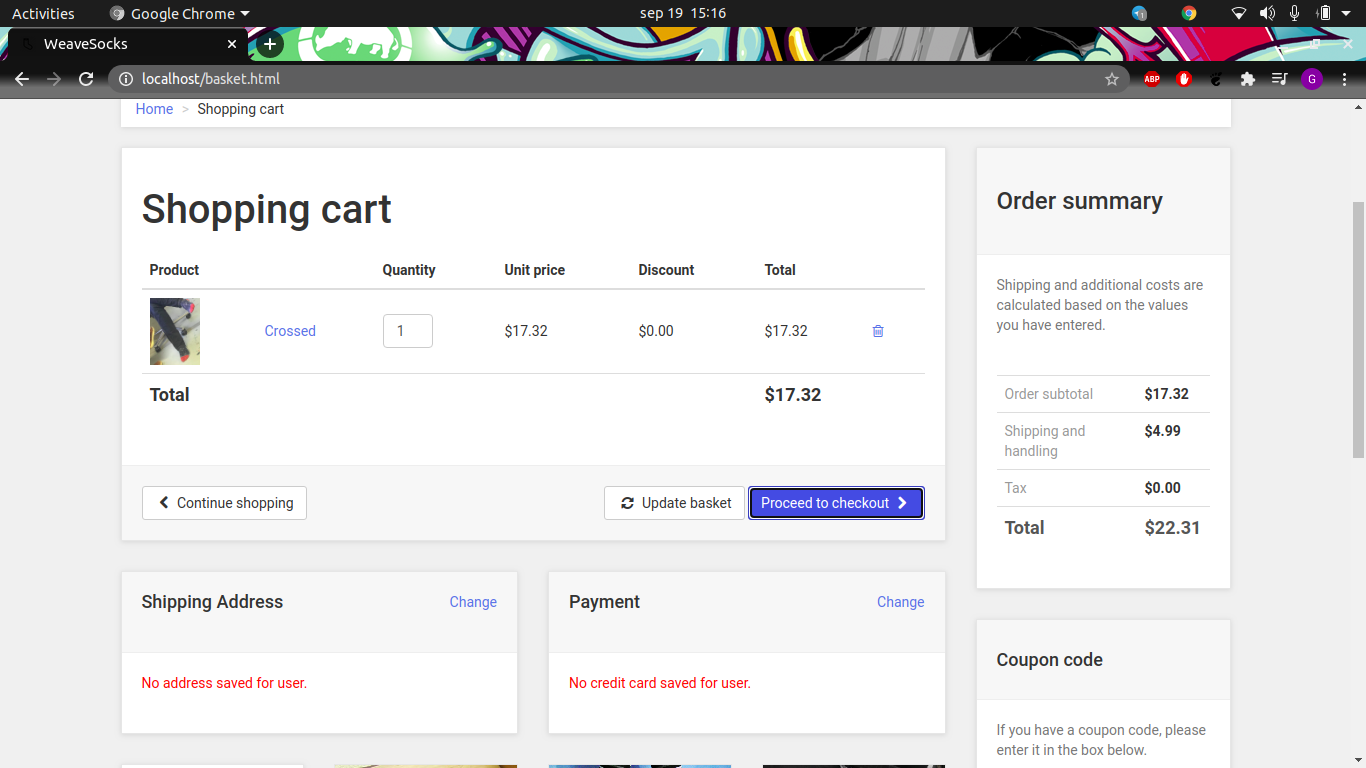 Activities
Google Chrome
sep 19 15:16
WeaveSocks
localhost/basket.html
ABP
G
Home > Shopping cart
Shopping cart
Product Quantity Unit price Discount Total
Crossed 1 $17.32 $0.00 $17.32
Total $17.32
Continue shopping
Update basket
Proceed to checkout
Order summary
Shipping and additional costs are
calculated based on the values
you have entered.
Order subtotal $17.32
Shipping and
handling $4.99
Tax $0.00
Total $22.31
Shipping Address Change
No address saved for user.
Payment Change
No credit card saved for user.
Coupon code
If you have a coupon code, please
enter it in the box below.